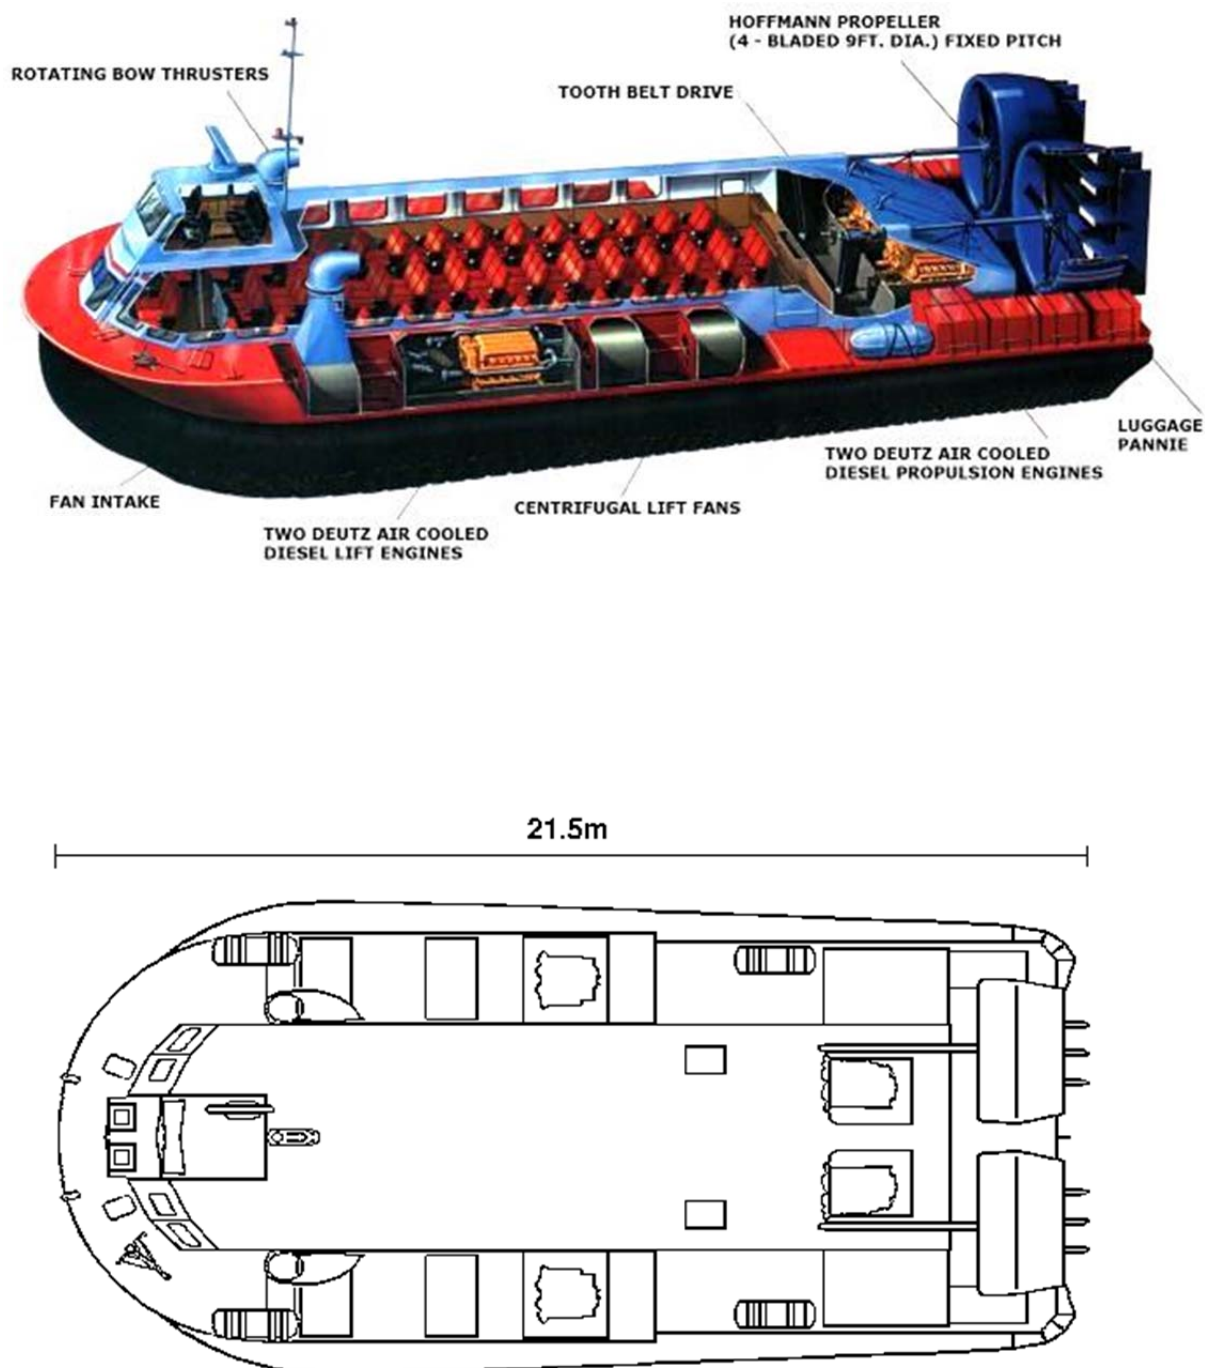 HOFFMANN PROPELLER
(4 - BLADED 9FT. DIA.) FIXED PITCH
ROTATING BOW THRUSTERS
TOOTH BELT DRIVE
LUGGAGE
PANNIE
TWO DEUTZ AIR COOLED
DIESEL PROPULSION ENGINES
FAN INTAKE
CENTRIFUGAL LIFT FANS
TWO DEUTZ AIR COOLED
DIESEL LIFT ENGINES
21.5m